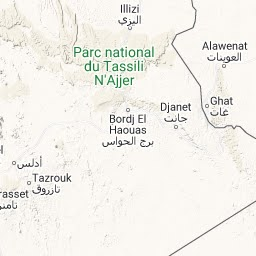 Illizi
اليزي
Parc national
du Tassili
N'Ajjer
Alawenat
العوينات
Djanet
جانت
Ghat
غات
Bordj El
Haouas
برج الحواس
أدلس
Tazrouk
تازروق
rasset